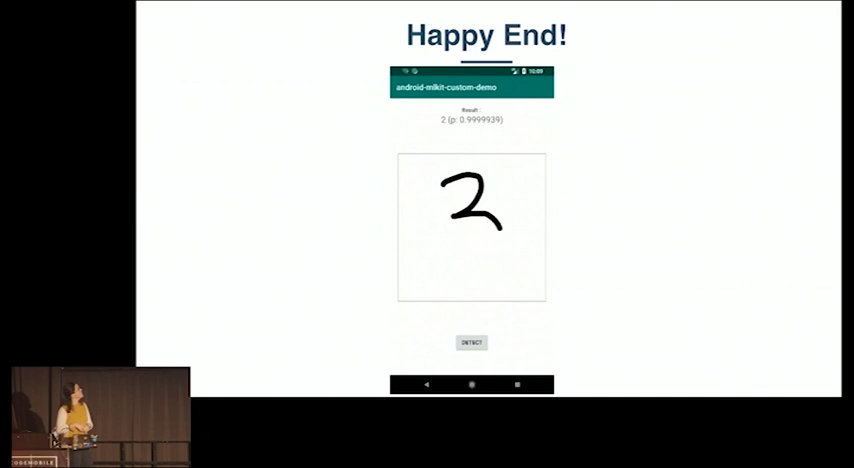 Happy End!
10:09
android-mlkit-custom-demo
Result :
2 (p: 0.9999939)
2
DETECT